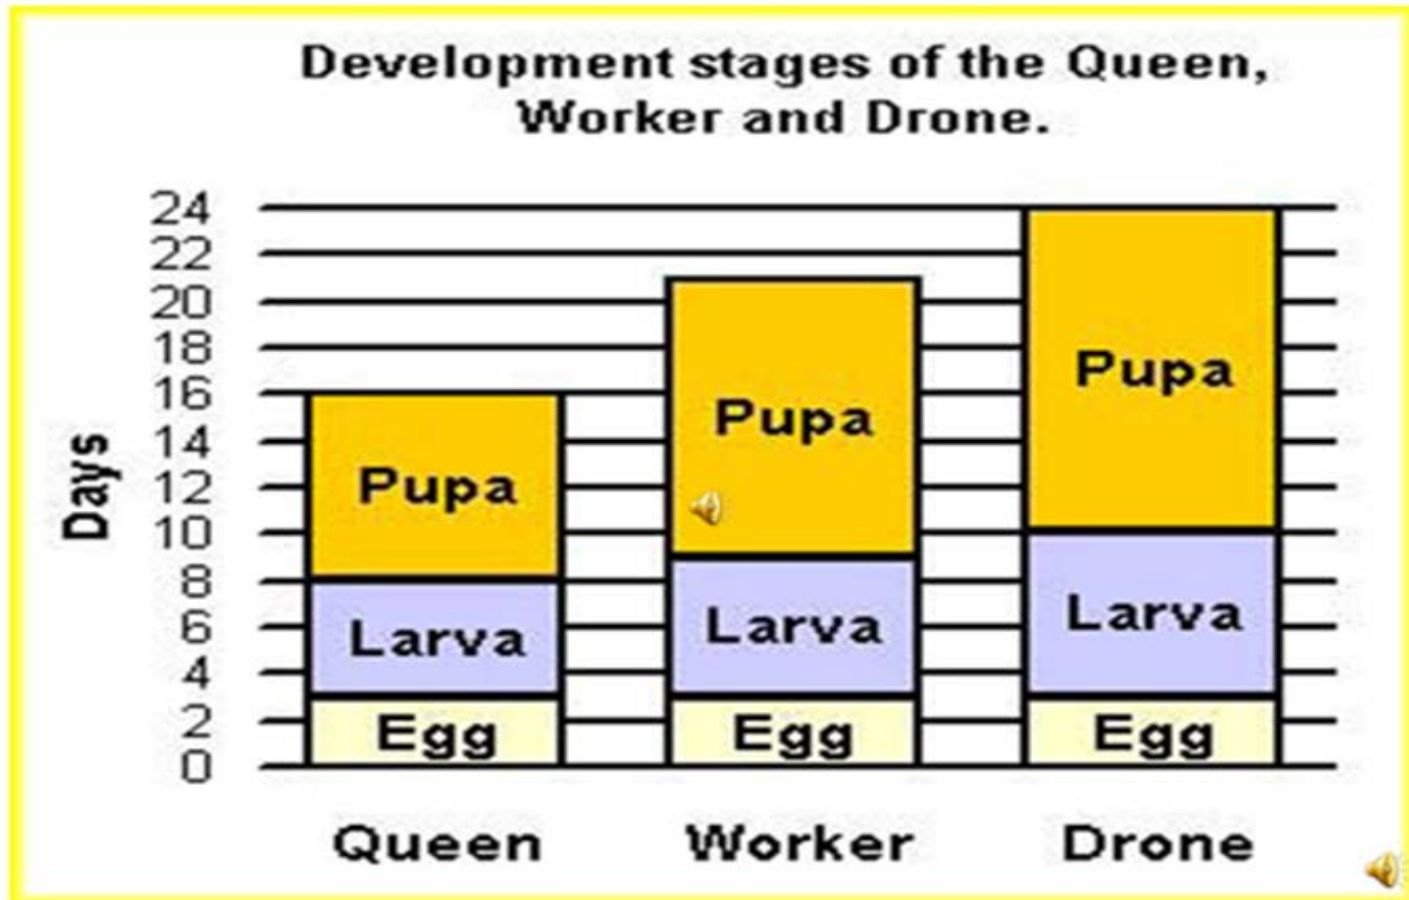 Development stages of the Queen,
Worker and Drone.
24
22
20
18
16
14
12
10
8
6
4
2
0
Days
Pupa
Larva
Egg
Pupa
Larva
Egg
Pupa
Larva
Egg
Queen
Worker
Drone